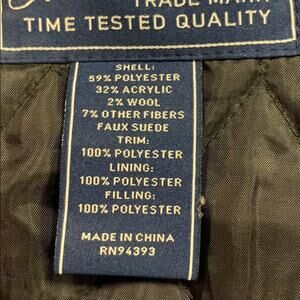 TRADE MARK
TIME TESTED QUALITY
SHELL:
59% POLYESTER
32% ACRYLIC
2% WOOL
7% OTHER FIBERS
FAUX SUEDE
TRIM:
100% POLYESTER
LINING:
100% POLYESTER
FILLING:
100% POLYESTER
MADE IN CHINA
RN94393